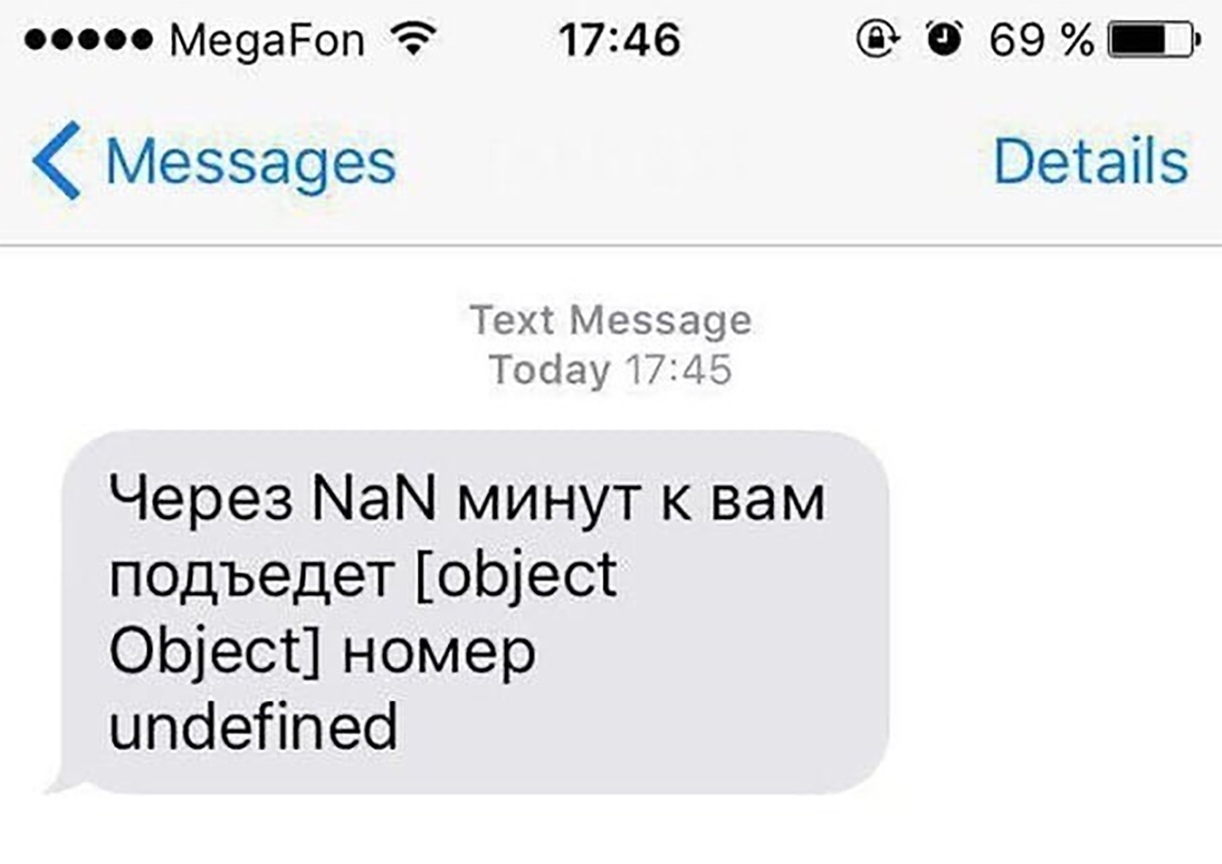 ●●●●● MegaFon 17:46 69 %
Messages Details
Text Message
Today 17:45
Через NaN минут к вам
подъедет [object
Object] номер
undefined